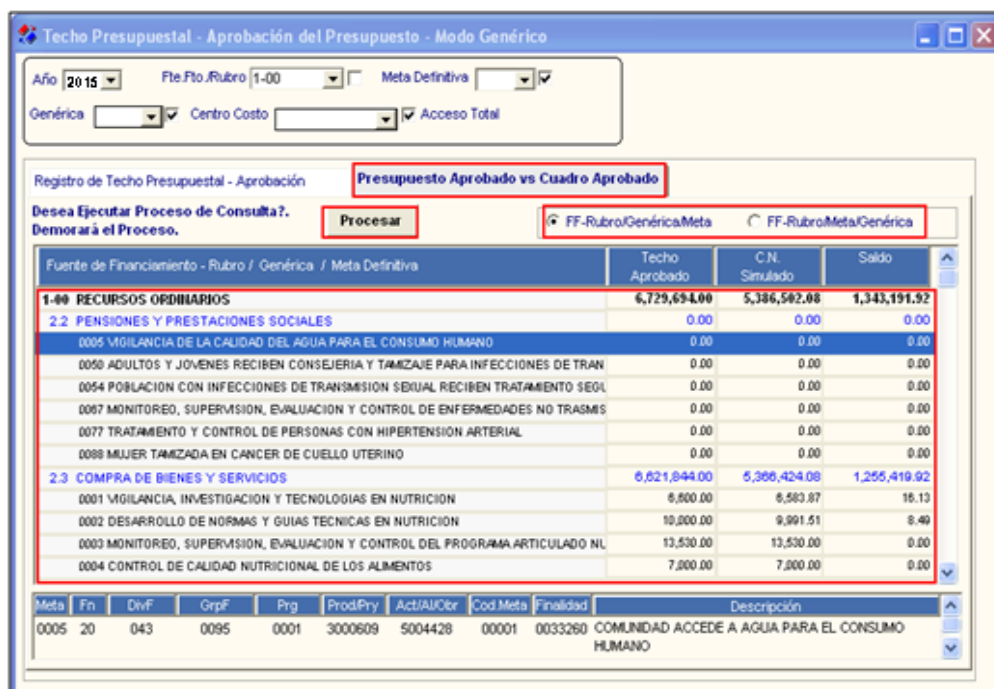 Techo Presupuestal - Aprobación del Presupuesto - Modo Genérico
Año 2015 Fte.Fto./Rubro 1-00 Meta Definitiva
Genérica Centro Costo Acceso Total
Registro de Techo Presupuestal - Aprobación Presupuesto Aprobado vs Cuadro Aprobado
Desea Ejecutar Proceso de Consulta?.
Demorará el Proceso.
Procesar
FF-Rubro/Genérica/Meta FF-Rubro/Meta/Genérica
Fuente de Financiamiento - Rubro / Genérica / Meta Definitiva Techo Aprobado C.N. Simulado Saldo
1-00 RECURSOS ORDINARIOS 6,729,694.00 5,386,502.08 1,343,191.92
2.2 PENSIONES Y PRESTACIONES SOCIALES 0.00 0.00 0.00
0005 VIGILANCIA DE LA CALIDAD DEL AGUA PARA EL CONSUMO HUMANO 0.00 0.00 0.00
0050 ADULTOS Y JOVENES RECIBEN CONSEJERIA Y TAMIZAJE PARA INFECCIONES DE TRAN 0.00 0.00 0.00
0054 POBLACION CON INFECCIONES DE TRANSMISION SEXUAL RECIBEN TRATAMIENTO SEGU 0.00 0.00 0.00
0067 MONITOREO, SUPERVISION, EVALUACION Y CONTROL DE ENFERMEDADES NO TRASMIS 0.00 0.00 0.00
0077 TRATAMIENTO Y CONTROL DE PERSONAS CON HIPERTENSION ARTERIAL 0.00 0.00 0.00
0088 MUJER TAMIZADA EN CANCER DE CUELLO UTERINO 0.00 0.00 0.00
2.3 COMPRA DE BIENES Y SERVICIOS 6,621,844.00 5,366,424.08 1,255,419.92
0001 VIGILANCIA, INVESTIGACION Y TECNOLOGIAS EN NUTRICION 6,600.00 6,583.87 16.13
0002 DESARROLLO DE NORMAS Y GUIAS TECNICAS EN NUTRICION 10,000.00 9,991.51 8.49
0003 MONITOREO, SUPERVISION, EVALUACION Y CONTROL DEL PROGRAMA ARTICULADO NU 13,530.00 13,530.00 0.00
0004 CONTROL DE CALIDAD NUTRICIONAL DE LOS ALIMENTOS 7,000.00 7,000.00 0.00
Meta Fn DivF GrpF Prg Prod/Pry Act/AI/Obr Cod.Meta Finalidad Descripción
0005 20 043 0095 0001 3000609 5004428 00001 0033260 COMUNIDAD ACCEDE A AGUA PARA EL CONSUMO
HUMANO